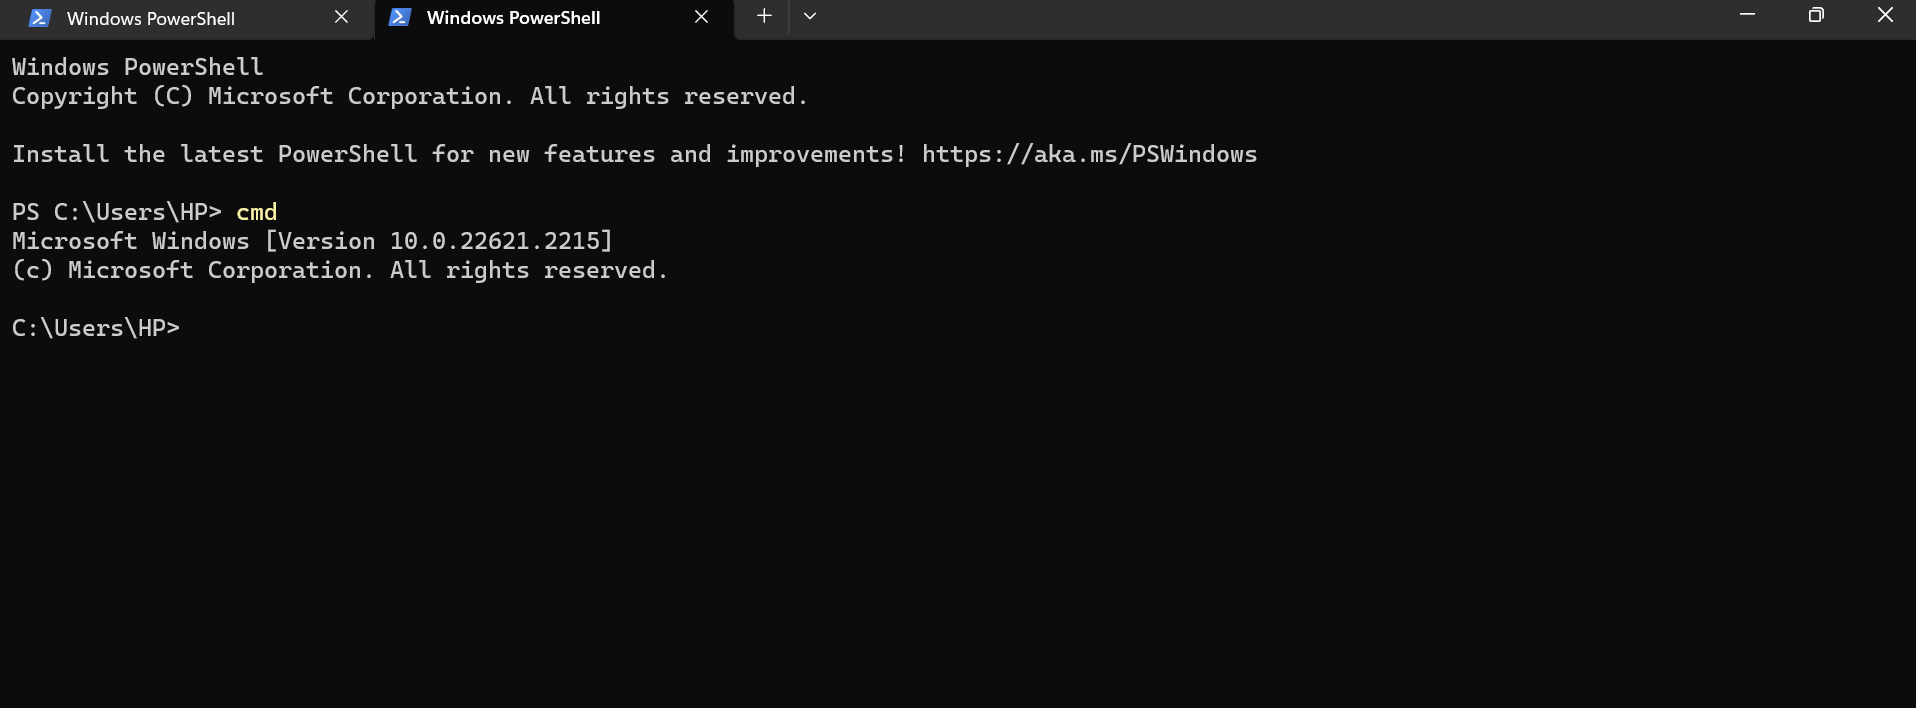 Windows PowerShell
Windows PowerShell
Windows PowerShell
Copyright (C) Microsoft Corporation. All rights reserved.
Install the latest PowerShell for new features and improvements! https://aka.ms/PSWindows
PS C:\Users\HP> cmd
Microsoft Windows [Version 10.0.22621.2215]
(c) Microsoft Corporation. All rights reserved.
C:\Users\HP>